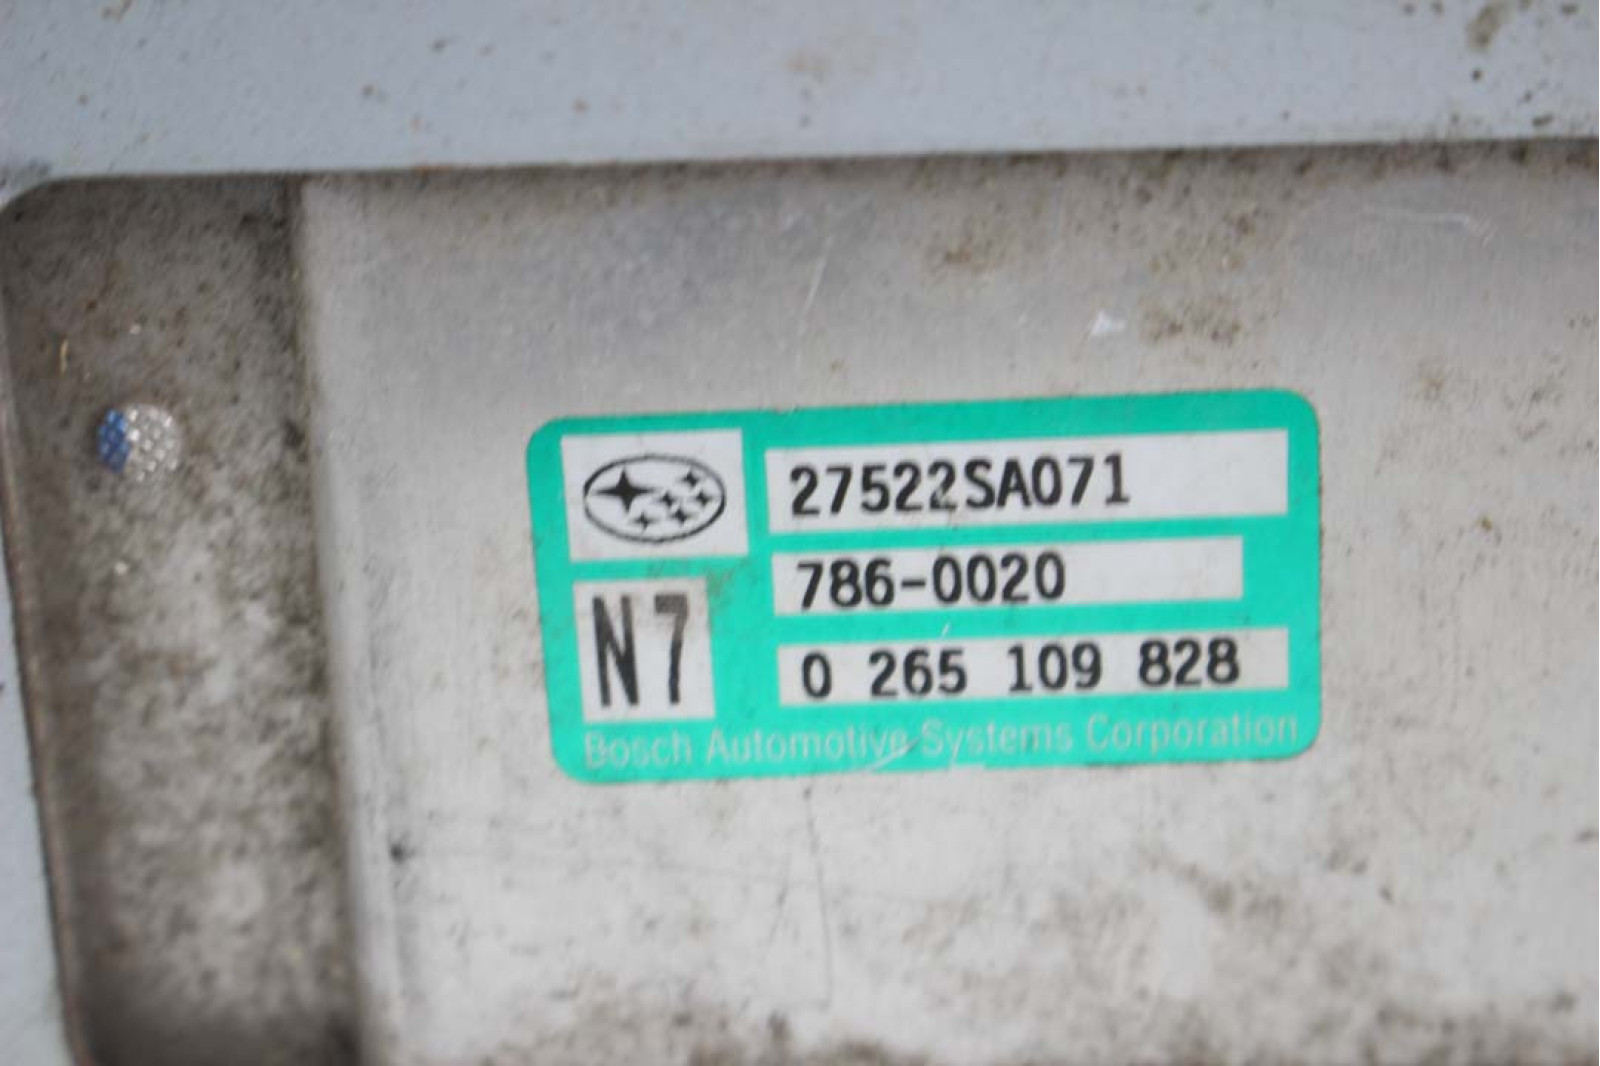 27522SA071
786-0020
N7
0 265 109 828
Bosch Automotive Systems Corporation